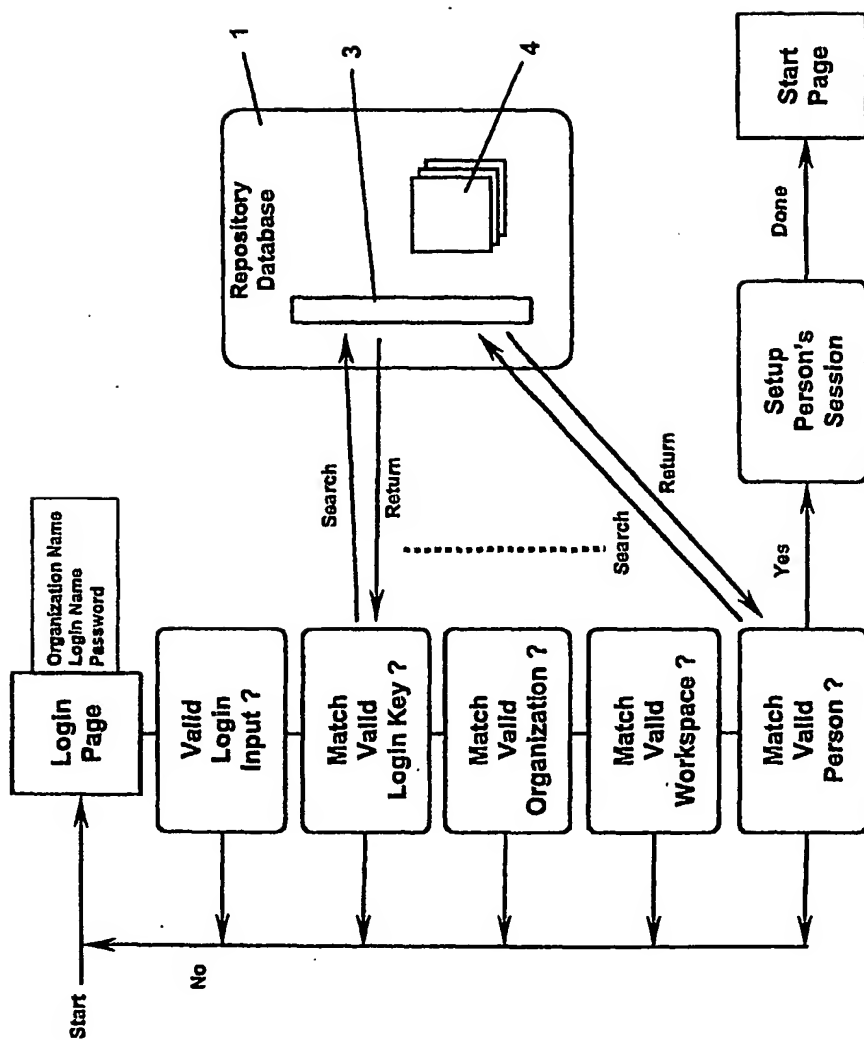 Start
No
Login
Page
Organization Name
Login Name
Password
Valid
Login
Input ?
Match
Valid
Login Key ?
Match
Valid
Organization ?
Match
Valid
Workspace ?
Match
Valid
Person ?
Search
Return
Search
Return
Repository
Database
1
3
4
Yes
Setup
Person's
Session
Done
Start
Page